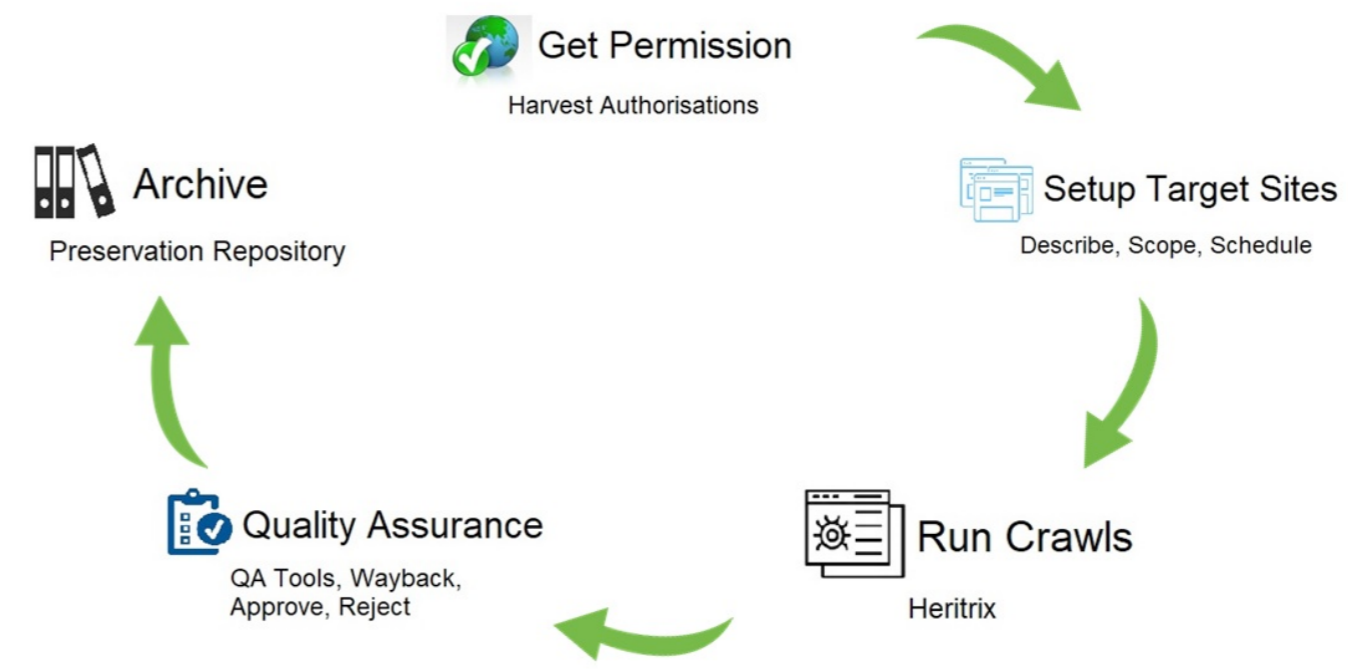 Get Permission
Harvest Authorisations
Setup Target Sites
Describe, Scope, Schedule
Run Crawls
Heritrix
Quality Assurance
QA Tools, Wayback,
Approve, Reject
Archive
Preservation Repository